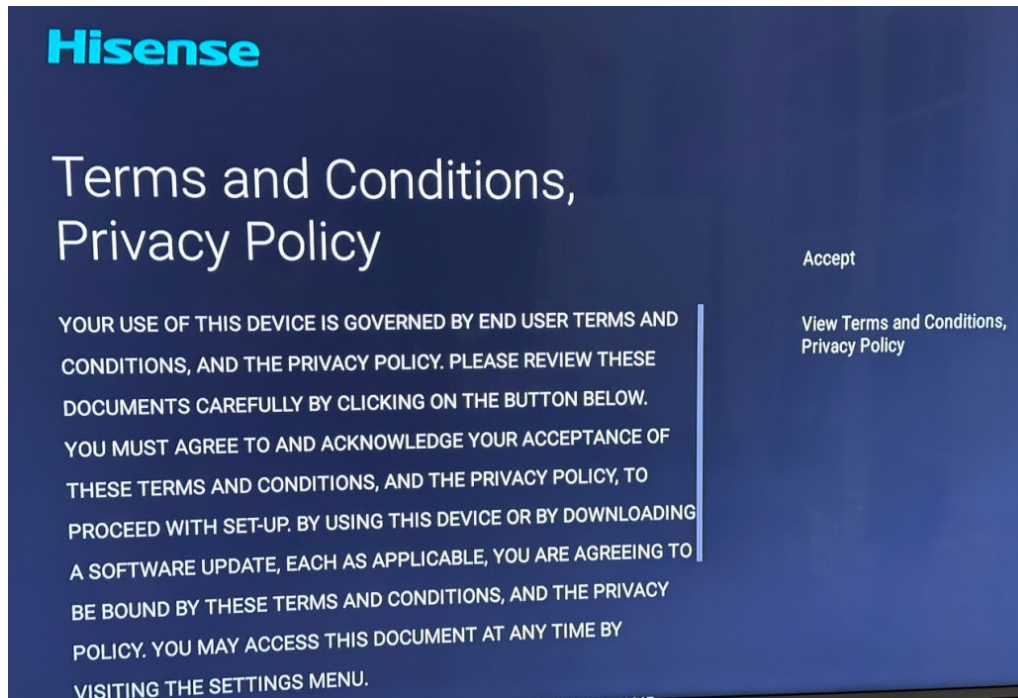 Hisense
Terms and Conditions,
Privacy Policy
YOUR USE OF THIS DEVICE IS GOVERNED BY END USER TERMS AND
CONDITIONS, AND THE PRIVACY POLICY. PLEASE REVIEW THESE
DOCUMENTS CAREFULLY BY CLICKING ON THE BUTTON BELOW.
YOU MUST AGREE TO AND ACKNOWLEDGE YOUR ACCEPTANCE OF
THESE TERMS AND CONDITIONS, AND THE PRIVACY POLICY, TO
PROCEED WITH SET-UP. BY USING THIS DEVICE OR BY DOWNLOADING
A SOFTWARE UPDATE, EACH AS APPLICABLE, YOU ARE AGREEING TO
BE BOUND BY THESE TERMS AND CONDITIONS, AND THE PRIVACY
POLICY. YOU MAY ACCESS THIS DOCUMENT AT ANY TIME BY
VISITING THE SETTINGS MENU.
Accept
View Terms and Conditions,
Privacy Policy